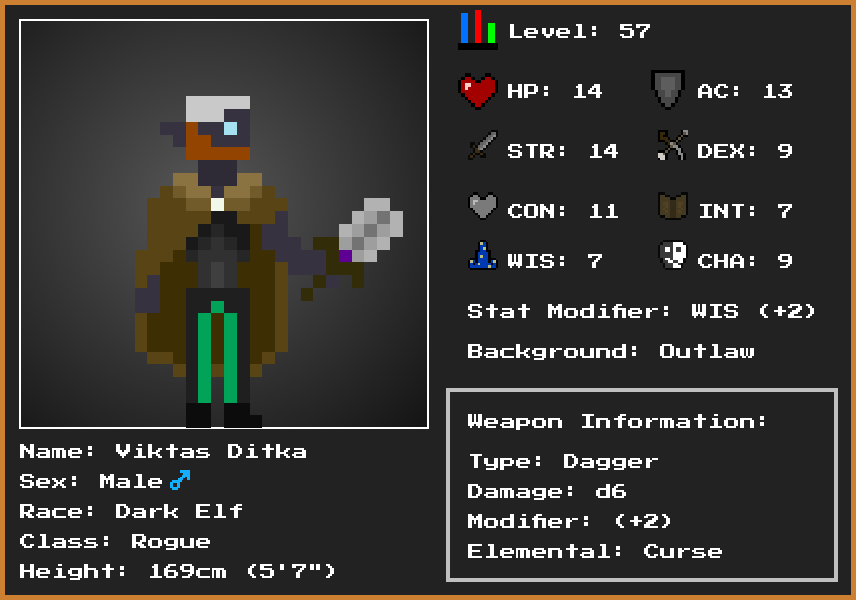 Level: 57
HP: 14 AC: 13
STR: 14 DEX: 9
CON: 11 INT: 7
WIS: 7 CHA: 9
Stat Modifier: WIS (+2)
Background: Outlaw
Weapon Information:
Type: Dagger
Damage: d6
Modifier: (+2)
Elemental: Curse
Name: Viktas Ditka
Sex: Male ♂
Race: Dark Elf
Class: Rogue
Height: 169cm (5'7")